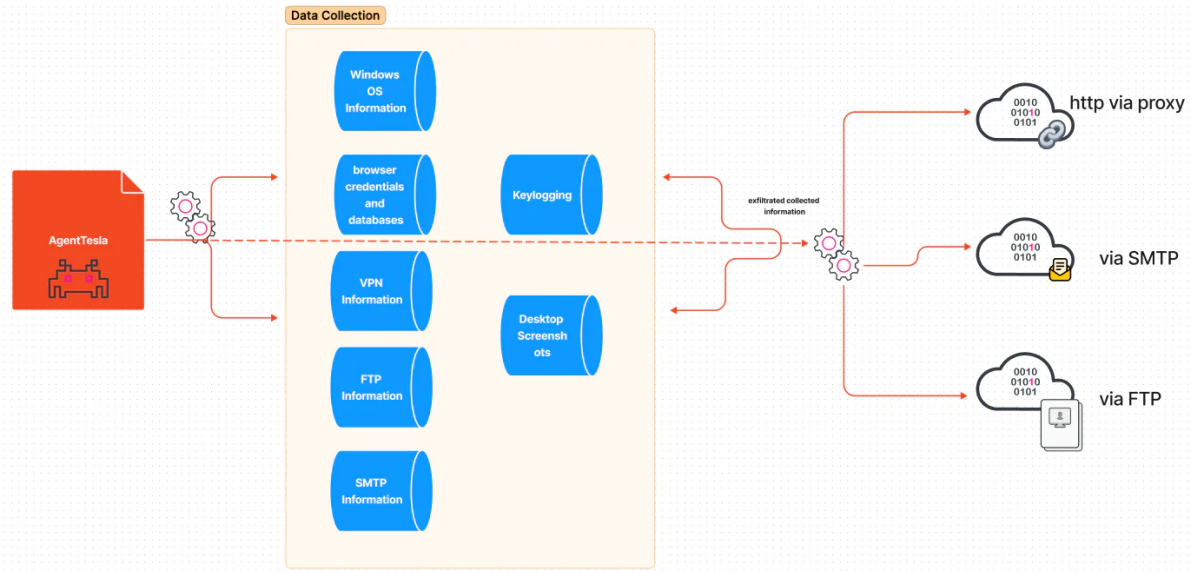 Data Collection
Windows
OS
Information
browser
credentials
and
databases
Keylogging
AgentTesla
VPN
Information
Desktop
Screensh
ots
FTP
Information
SMTP
Information
exfiltrated collected
information
0010
01010
0101
http via proxy
0010
01010
0101
via SMTP
0010
01010
0101
via FTP